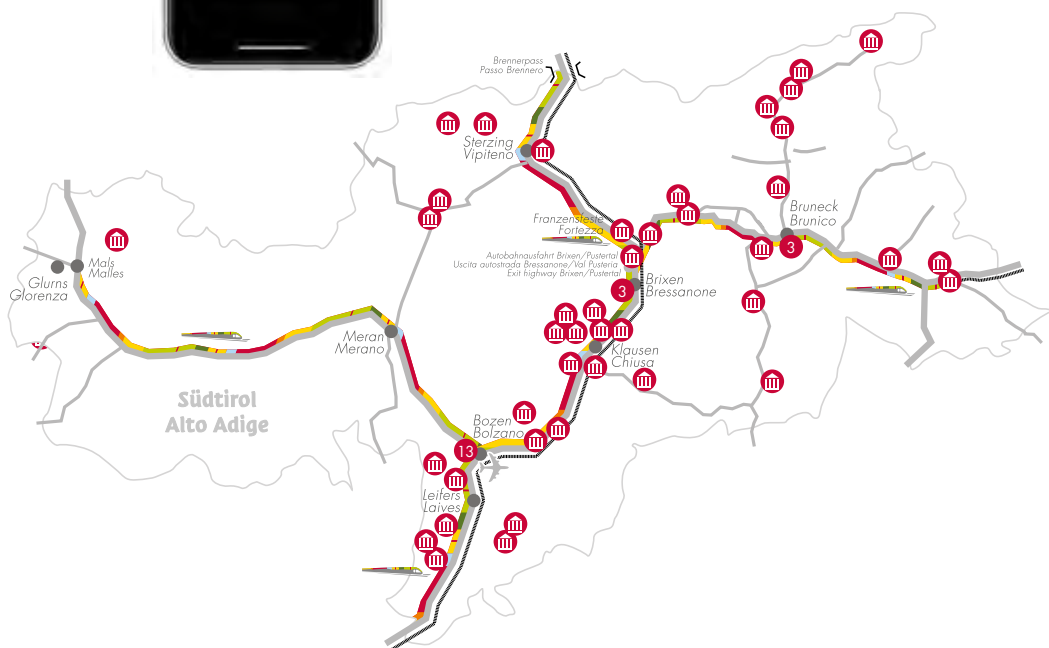 Brennerpass
Passo Brennero
Sterzing
Vipiteno
Franzensfeste
Fortezza
Autobahnausfahrt Brixen/Pustertal
Uscita autostrada Bressanone/Val Pusteria
Exit highway Brixen/Pustertal
Bruneck
Brunico
3
Mals
Malles
Glurns
Glorenza
Brixen
Bressanone
3
Meran
Merano
Klausen
Chiusa
Südtirol
Alto Adige
Bozen
Bolzano
13
Leifers
Laives